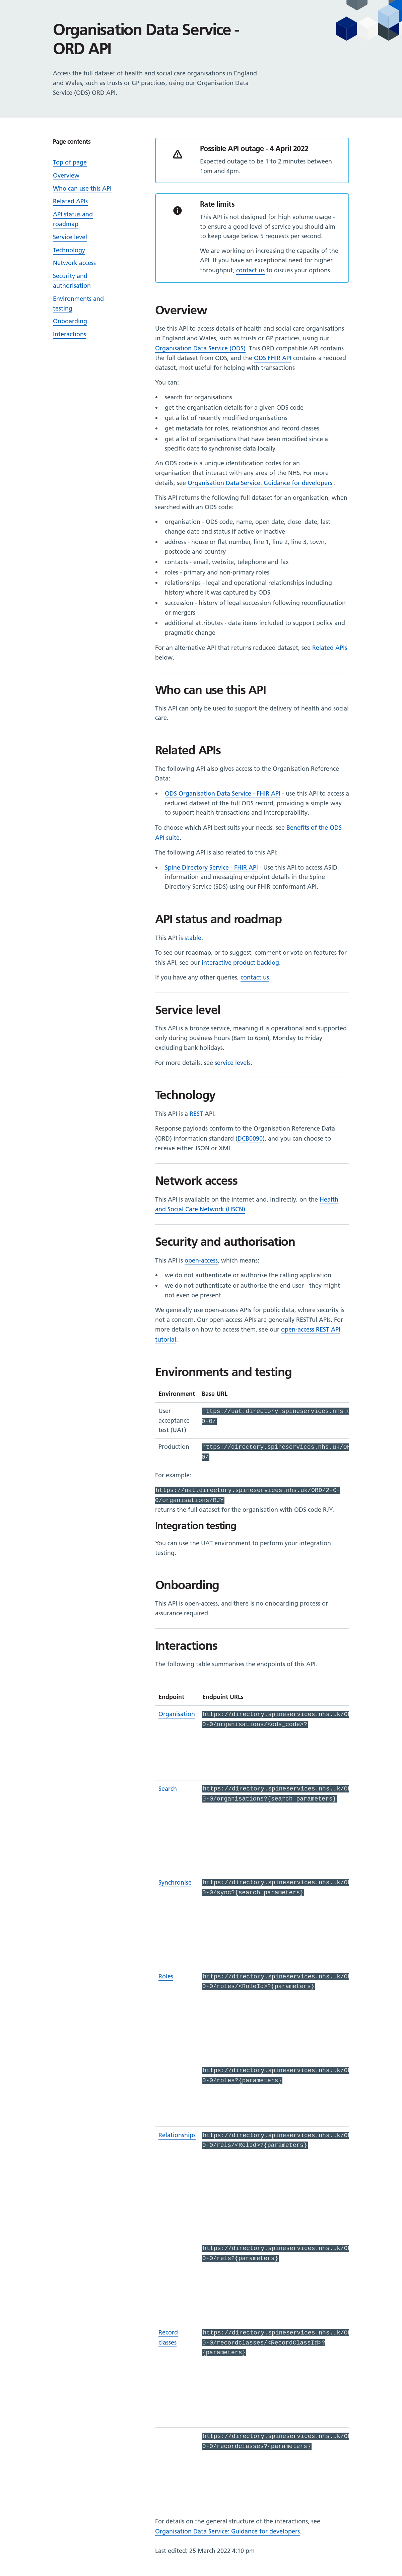 Organisation Data Service -
ORD API
Access the full dataset of health and social care organisations in England
and Wales, such as trusts or GP practices, using our Organisation Data
Service (ODS) ORD API.
Page contents
Top of page
Overview
Who can use this API
Related APIs
API status and
roadmap
Service level
Technology
Network access
Security and
authorisation
Environments and
testing
Onboarding
Interactions
Possible API outage - 4 April 2022
Expected outage to be 1 to 2 minutes between
1pm and 4pm.
Rate limits
This API is not designed for high volume usage -
to ensure a good level of service you should aim
to keep usage below 5 requests per second.
We are working on increasing the capacity of the
API. If you have an exceptional need for higher
throughput, contact us to discuss your options.
Overview
Use this API to access details of health and social care organisations
in England and Wales, such as trusts or GP practices, using our
Organisation Data Service (ODS). This ORD compatible API contains
the full dataset from ODS, and the ODS FHIR API contains a reduced
dataset, most useful for helping with transactions
You can:
• search for organisations
• get the organisation details for a given ODS code
• get a list of recently modified organisations
• get metadata for roles, relationships and record classes
• get a list of organisations that have been modified since a
specific date to synchronise data locally
An ODS code is a unique identification codes for an
organisation that interact with any area of the NHS. For more
details, see Organisation Data Service: Guidance for developers .
This API returns the following full dataset for an organisation, when
searched with an ODS code:
• organisation - ODS code, name, open date, close  date, last
change date and status if active or inactive
• address - house or flat number, line 1, line 2, line 3, town,
postcode and country
• contacts - email, website, telephone and fax
• roles - primary and non-primary roles
• relationships - legal and operational relationships including
history where it was captured by ODS
• succession - history of legal succession following reconfiguration
or mergers
• additional attributes - data items included to support policy and
pragmatic change
For an alternative API that returns reduced dataset, see Related APIs
below.
Who can use this API
This API can only be used to support the delivery of health and social
care.
Related APIs
The following API also gives access to the Organisation Reference
Data:
• ODS Organisation Data Service - FHIR API - use this API to access a
reduced dataset of the full ODS record, providing a simple way
to support health transactions and interoperability.
To choose which API best suits your needs, see Benefits of the ODS
API suite.
The following API is also related to this API:
• Spine Directory Service - FHIR API - Use this API to access ASID
information and messaging endpoint details in the Spine
Directory Service (SDS) using our FHIR-conformant API.
API status and roadmap
This API is stable.
To see our roadmap, or to suggest, comment or vote on features for
this API, see our interactive product backlog.
If you have any other queries, contact us.
Service level
This API is a bronze service, meaning it is operational and supported
only during business hours (8am to 6pm), Monday to Friday
excluding bank holidays.
For more details, see service levels.
Technology
This API is a REST API.
Response payloads conform to the Organisation Reference Data
(ORD) information standard (DCB0090), and you can choose to
receive either JSON or XML.
Network access
This API is available on the internet and, indirectly, on the Health
and Social Care Network (HSCN).
Security and authorisation
This API is open-access, which means:
• we do not authenticate or authorise the calling application
• we do not authenticate or authorise the end user - they might
not even be present
We generally use open-access APIs for public data, where security is
not a concern. Our open-access APIs are generally RESTful APIs. For
more details on how to access them, see our open-access REST API
tutorial.
Environments and testing
Environment Base URL
User
acceptance
test (UAT)
https://uat.directory.spineservices.nhs.
0-0/
Production
https://directory.spineservices.nhs.uk/OR
0/
For example:
https://uat.directory.spineservices.nhs.uk/ORD/2-0-
0/organisations/RJY
returns the full dataset for the organisation with ODS code RJY.
Integration testing
You can use the UAT environment to perform your integration
testing.
Onboarding
This API is open-access, and there is no onboarding process or
assurance required.
Interactions
The following table summarises the endpoints of this API.
Endpoint Endpoint URLs
Organisation
https://directory.spineservices.nhs.uk/OR
0-0/organisations/<ods_code>?
Search
https://directory.spineservices.nhs.uk/OR
0-0/organisations?{search parameters}
Synchronise
https://directory.spineservices.nhs.uk/OR
0-0/sync?{search parameters}
Roles
https://directory.spineservices.nhs.uk/OR
0-0/roles/<RoleId>?{parameters}
https://directory.spineservices.nhs.uk/OR
0-0/roles?{parameters}
Relationships
https://directory.spineservices.nhs.uk/OR
0-0/rels/<RelId>?{parameters}
https://directory.spineservices.nhs.uk/OR
0-0/rels?{parameters}
Record
classes
https://directory.spineservices.nhs.uk/OR
0-0/recordclasses/<RecordClassId>?
{parameters}
https://directory.spineservices.nhs.uk/OR
0-0/recordclasses?{parameters}
For details on the general structure of the interactions, see
Organisation Data Service: Guidance for developers.
Last edited: 25 March 2022 4:10 pm